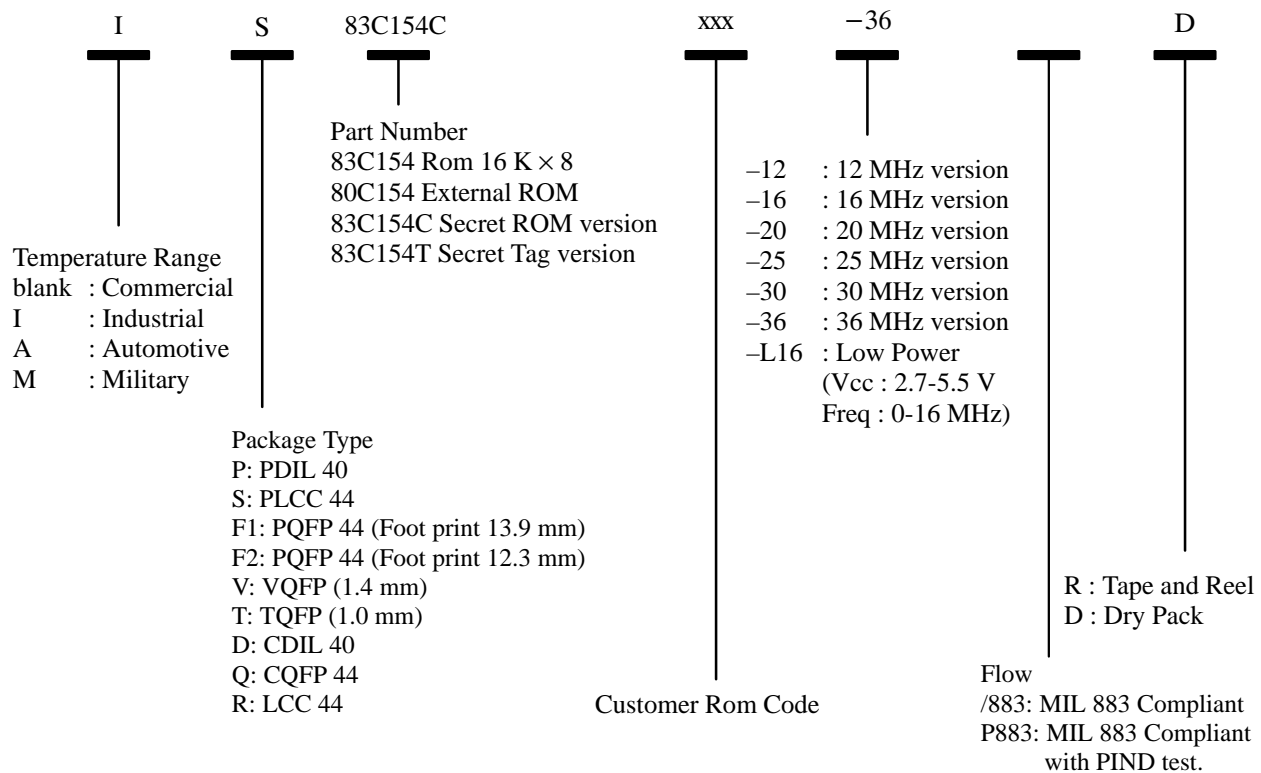 I S 83C154C xxx −36 D
Part Number
83C154 Rom 16 K × 8
80C154 External ROM
83C154C Secret ROM version
83C154T Secret Tag version
Temperature Range
blank : Commercial
I : Industrial
A : Automotive
M : Military
–12 : 12 MHz version
–16 : 16 MHz version
–20 : 20 MHz version
–25 : 25 MHz version
–30 : 30 MHz version
–36 : 36 MHz version
–L16 : Low Power
(Vcc : 2.7-5.5 V
Freq : 0-16 MHz)
Package Type
P: PDIL 40
S: PLCC 44
F1: PQFP 44 (Foot print 13.9 mm)
F2: PQFP 44 (Foot print 12.3 mm)
V: VQFP (1.4 mm)
T: TQFP (1.0 mm)
D: CDIL 40
Q: CQFP 44
R: LCC 44
Customer Rom Code
R : Tape and Reel
D : Dry Pack
Flow
/883: MIL 883 Compliant
P883: MIL 883 Compliant
with PIND test.